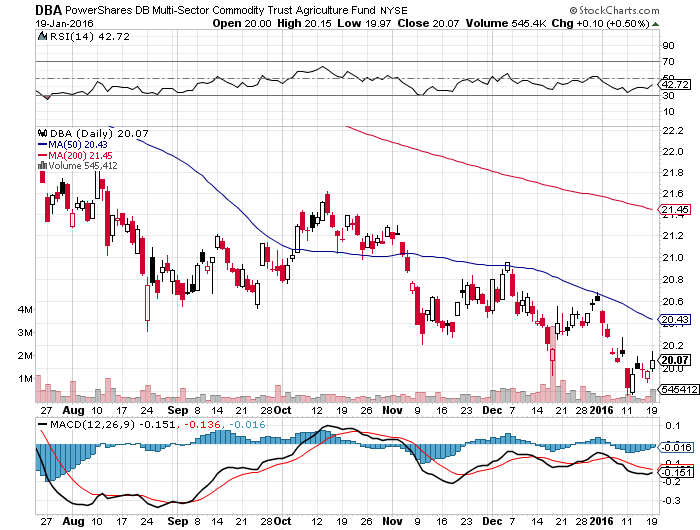 DBA PowerShares DB Multi-Sector Commodity Trust Agriculture Fund NYSE © StockCharts.com
19-Jan-2016 Open 20.00 High 20.15 Low 19.97 Close 20.07 Volume 545.4K Chg +0.10 (+0.50%)
RSI(14) 42.72
90
70
50
42.72
30
10
DBA (Daily) 20.07
MA(50) 20.43
MA(200) 21.45
Volume 545,412
22.2
22.0
21.8
21.6
21.45
21.4
21.2
21.0
20.8
20.6
20.43
4M
20.4
3M
20.2
2M
20.07
20.0
1M
545412
27 Aug 10 17 24 Sep 8 14 21 28 Oct 12 19 26 Nov 9 16 23 Dec 7 14 21 28 2016 11 19
MACD(12,26,9) -0.151, -0.136, -0.016
0.1
-0.016
-0.151
-0.2
-0.3
27 Aug 10 17 24 Sep 8 14 21 28 Oct 12 19 26 Nov 9 16 23 Dec 7 14 21 28 2016 11 19